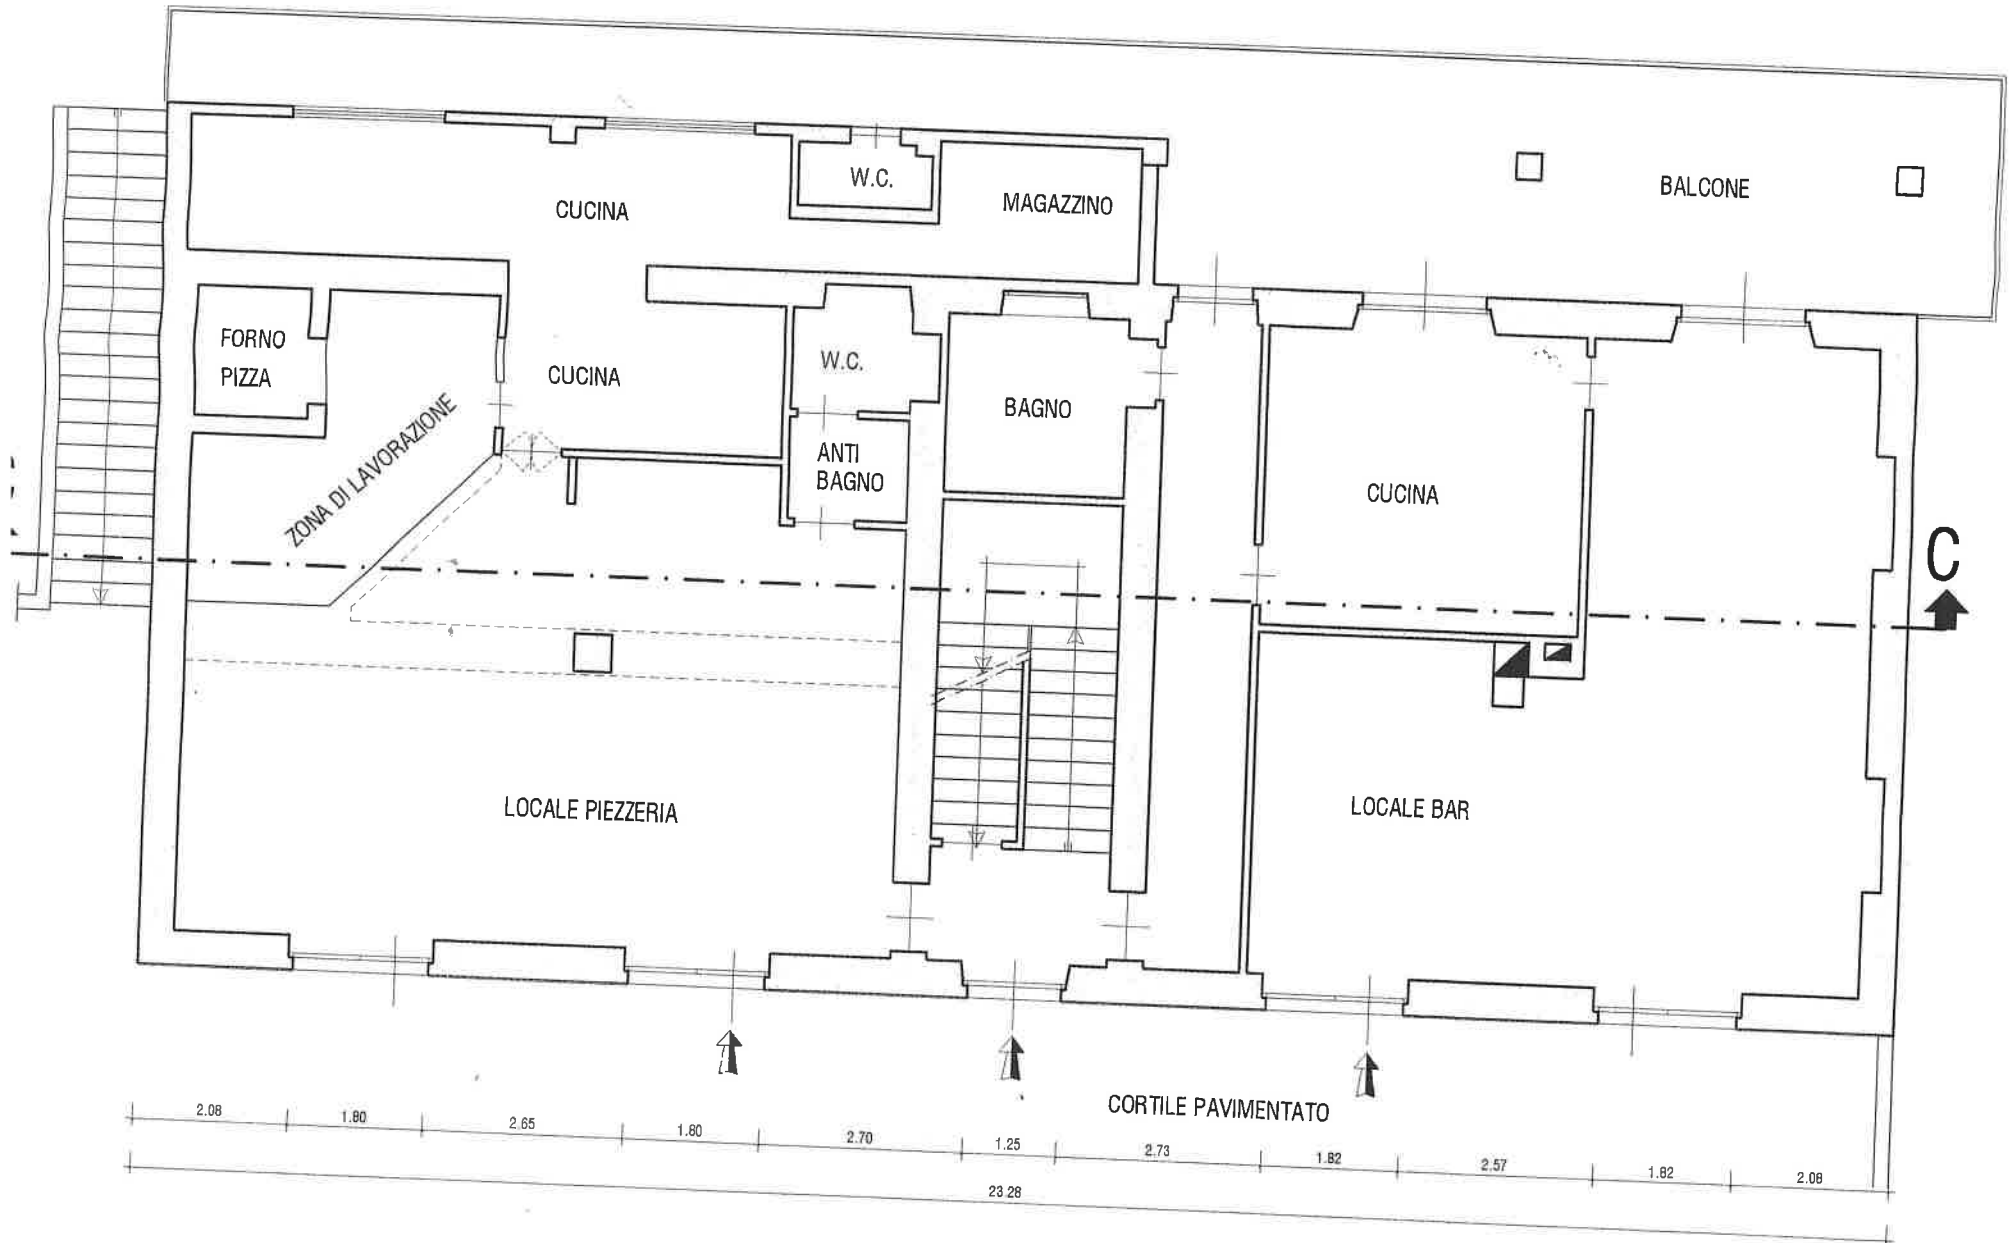 W.C.
BALCONE
MAGAZZINO
CUCINA
FORNO
PIZZA
W.C.
CUCINA
BAGNO
ZONA DI LAVORAZIONE
ANTI
BAGNO
CUCINA
C
LOCALE PIEZZERIA
LOCALE BAR
CORTILE PAVIMENTATO
2.08 1.80 2.65 1.80 2.70 1.25 2.73 1.82 2.57 1.82 2.08
23.28